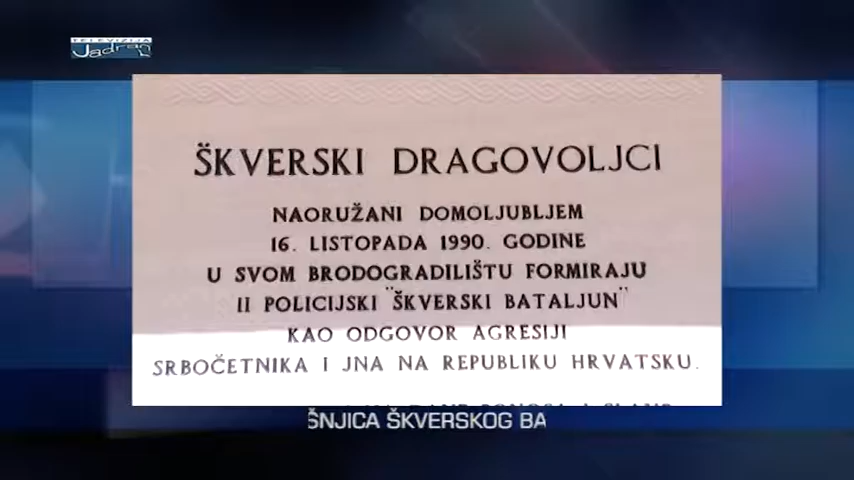 TELEVIZIJA
Jadran
ŠKVERSKI DRAGOVOLJCI
NAORUŽANI DOMOLJUBLJEM
16. LISTOPADA 1990. GODINE
U SVOM BRODOGRADILIŠTU FORMIRAJU
II POLICIJSKI "ŠKVERSKI BATALJUN"
KAO ODGOVOR AGRESIJI
SRBOČETNIKA I JNA NA REPUBLIKU HRVATSKU.
ŠNJICA ŠKVERSKOG BA